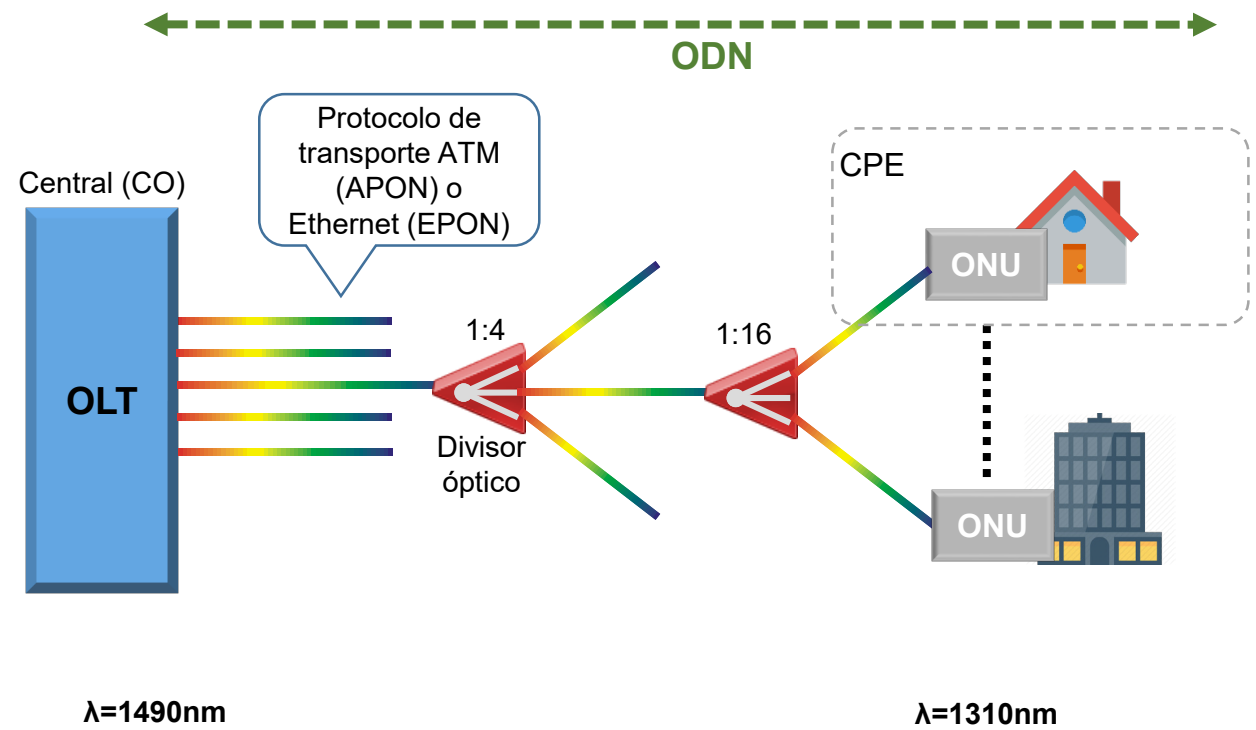 ODN
Protocolo de
transporte ATM
(APON) o
Ethernet (EPON)
Central (CO)
CPE
ONU
1:4
1:16
OLT
Divisor
óptico
ONU
λ=1490nm
λ=1310nm